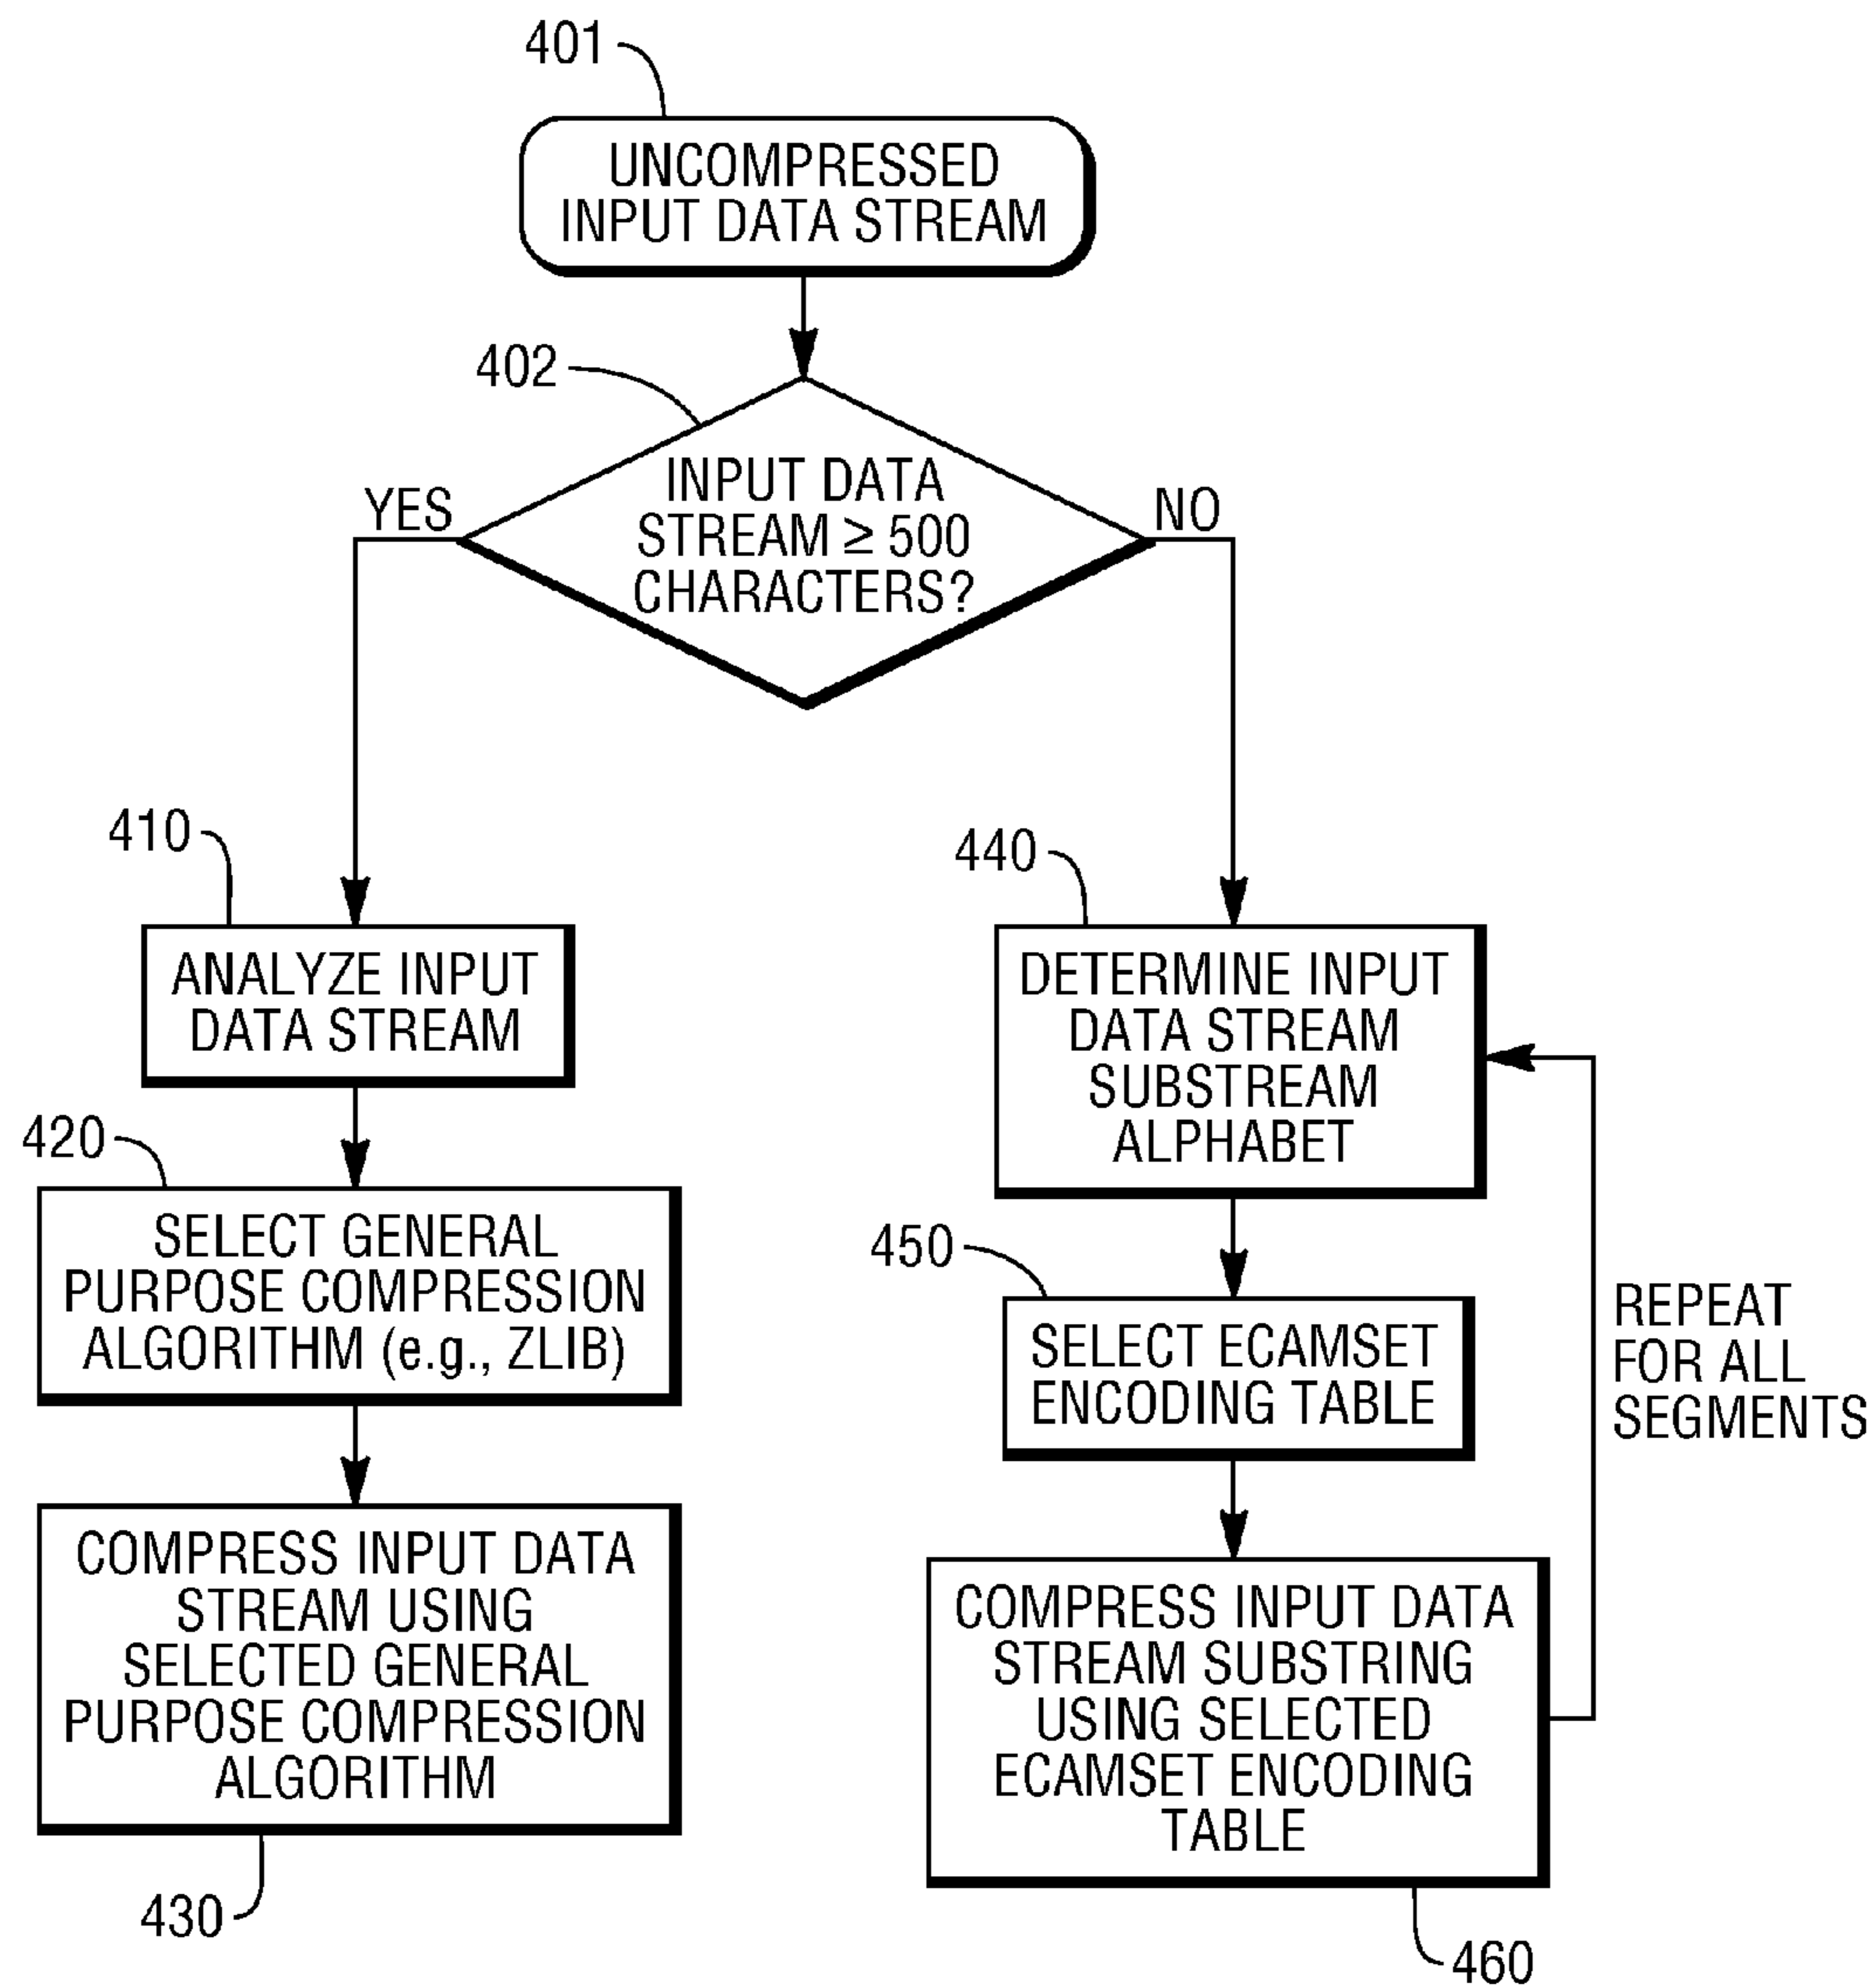 401
UNCOMPRESSED
INPUT DATA STREAM
402
INPUT DATA
STREAM ≥ 500
CHARACTERS?
YES
NO
410
ANALYZE INPUT
DATA STREAM
420
SELECT GENERAL
PURPOSE COMPRESSION
ALGORITHM (e.g., ZLIB)
COMPRESS INPUT DATA
STREAM USING
SELECTED GENERAL
PURPOSE COMPRESSION
ALGORITHM
430
440
DETERMINE INPUT
DATA STREAM
SUBSTREAM
ALPHABET
450
SELECT ECAMSET
ENCODING TABLE
COMPRESS INPUT DATA
STREAM SUBSTRING
USING SELECTED
ECAMSET ENCODING
TABLE
460
REPEAT
FOR ALL
SEGMENTS